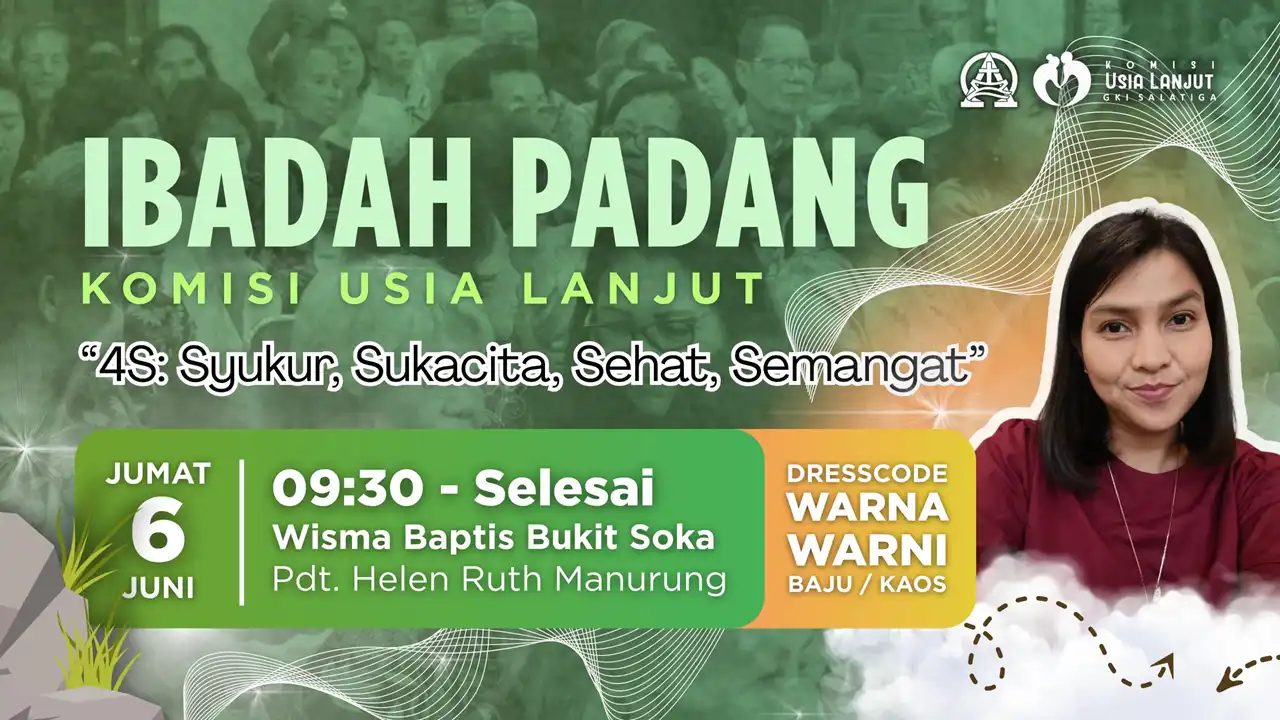 KOMISI
USIA LANJUT
GKI SALATIGA
IBADAH PADANG
KOMISI USIA LANJUT
“4S: Syukur, Sukacita, Sehat, Semangat”
JUMAT
6
JUNI
09:30 - Selesai
Wisma Baptis Bukit Soka
Pdt. Helen Ruth Manurung
DRESSCODE
WARNA
WARNI
BAJU / KAOS